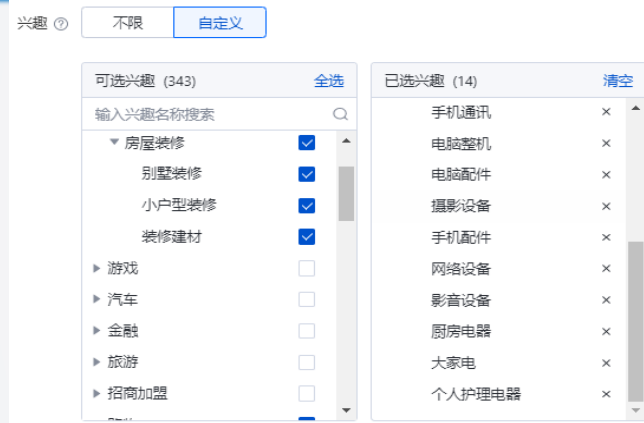 兴趣 不限 自定义
可选兴趣 (343) 全选
输入兴趣名称搜索
房屋装修
别墅装修
小户型装修
装修建材
游戏
汽车
金融
旅游
招商加盟
已选兴趣 (14) 清空
手机通讯
电脑整机
电脑配件
摄影设备
手机配件
网络设备
影音设备
厨房电器
大家电
个人护理电器